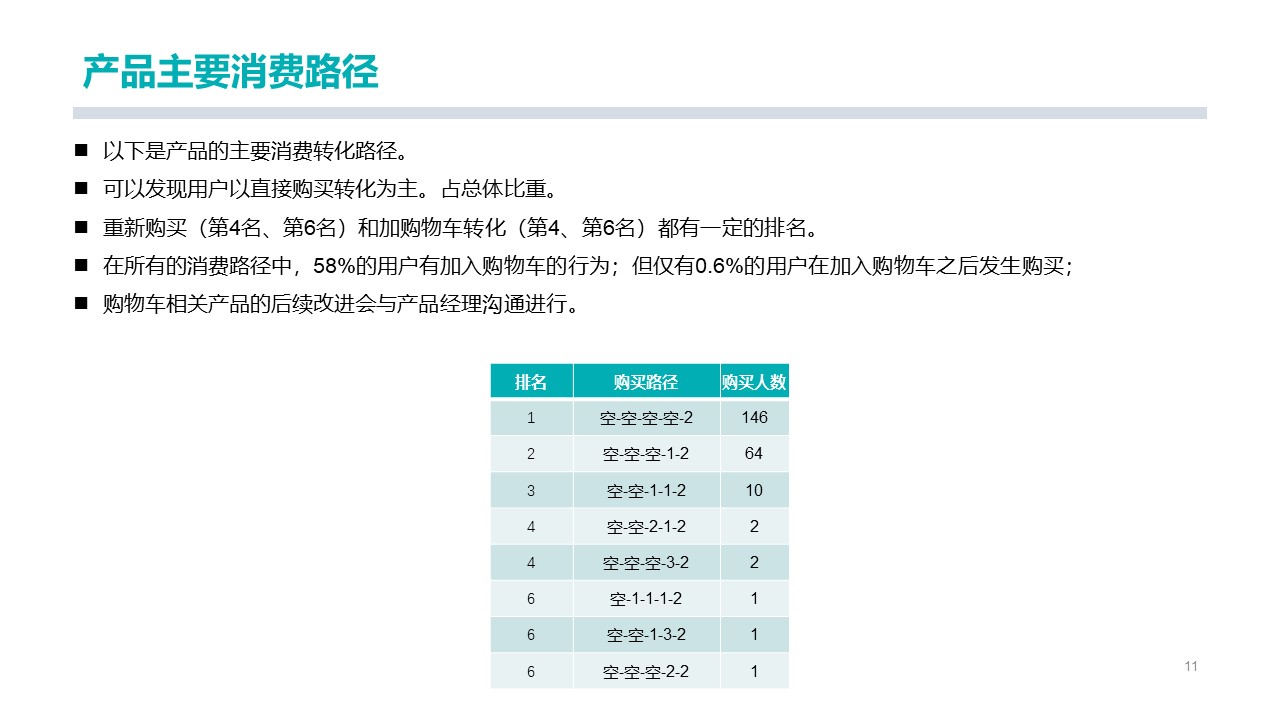 产品主要消费路径
■ 以下是产品的主要消费转化路径。
■ 可以发现用户以直接购买转化为主。占总体比重。
■ 重新购买（第4名、第6名）和加购物车转化（第4、第6名）都有一定的排名。
■ 在所有的消费路径中，58%的用户有加入购物车的行为；但仅有0.6%的用户在加入购物车之后发生购买；
■ 购物车相关产品的后续改进会与产品经理沟通进行。
排名 购买路径 购买人数
1 空-空-空-空-2 146
2 空-空-空-1-2 64
3 空-空-1-1-2 10
4 空-空-2-1-2 2
4 空-空-空-3-2 2
6 空-1-1-1-2 1
6 空-空-1-3-2 1
6 空-空-空-2-2 1
11